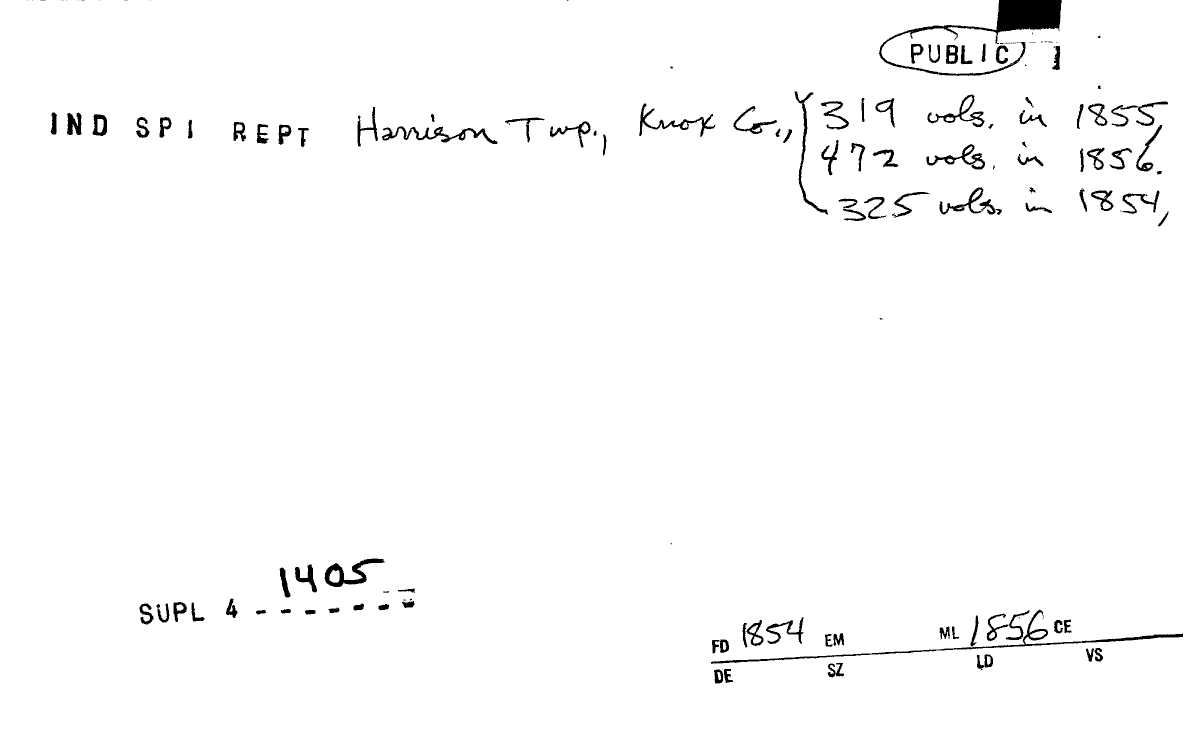 PUBLIC 1
IND SPI REPT Harrison Twp., Knox Co., 319 vols. in 1855,
472 vols. in 1856.
325 vols. in 1854,
1405
SUPL 4 - - - - - - -
FD 1854 EM ML 1856 CE
DE SZ LD VS